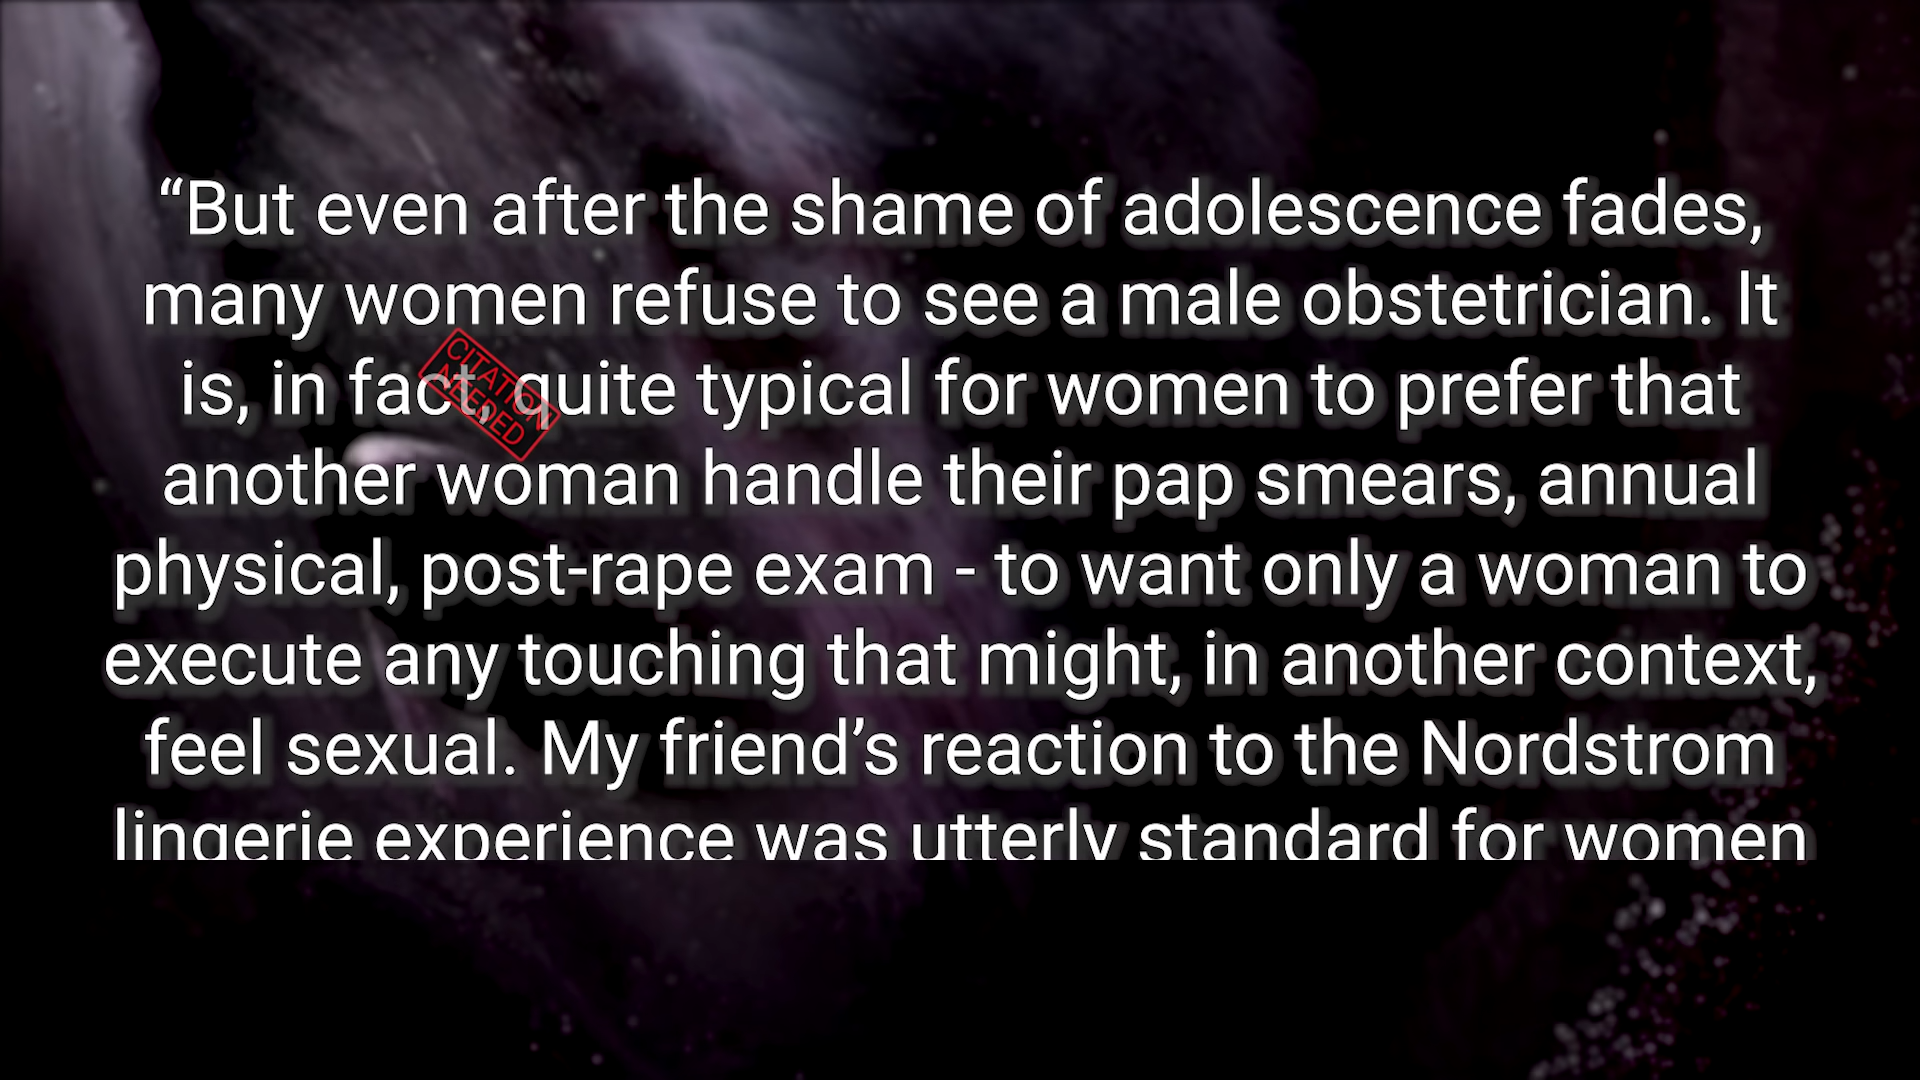 “But even after the shame of adolescence fades,
many women refuse to see a male obstetrician. It
is, in fact, quite typical for women to prefer that
another woman handle their pap smears, annual
physical, post-rape exam - to want only a woman to
execute any touching that might, in another context,
feel sexual. My friend’s reaction to the Nordstrom
lingerie experience was utterly standard for women
CITATION
NEEDED